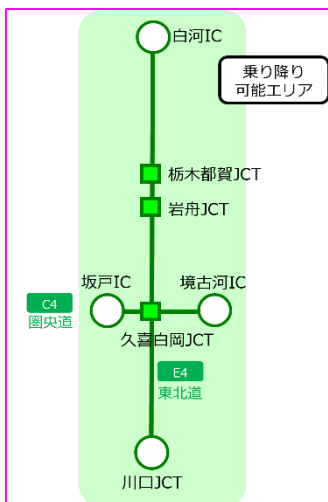 白河IC
乗り降り
可能エリア
栃木都賀JCT
岩舟JCT
坂戸IC
境古河IC
C4
圏央道
久喜白岡JCT
E4
東北道
川口JCT